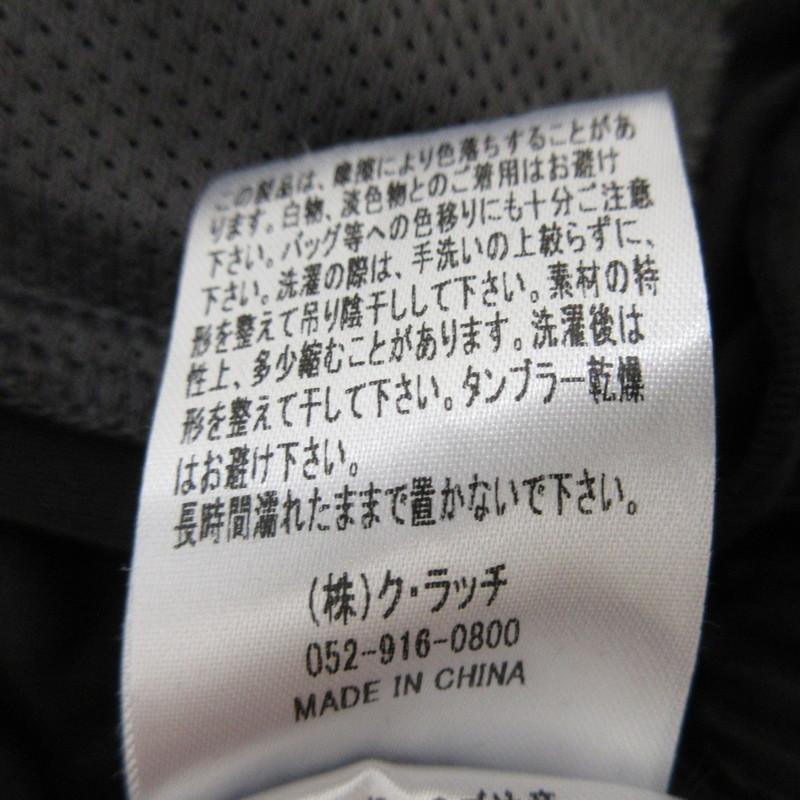 この製品は、摩擦により色落ちすることがあ
ります。白物、淡色物とのご着用はお避け
下さい。バッグ等への色移りにも十分ご注意
下さい。洗濯の際は、手洗いの上絞らずに、
形を整えて吊り陰干しして下さい。素材の特
性上、多少縮むことがあります。洗濯後は
形を整えて干して下さい。タンブラー乾燥
はお避け下さい。
長時間濡れたままで置かないで下さい。
(株)ク・ラッチ
052-916-0800
MADE IN CHINA